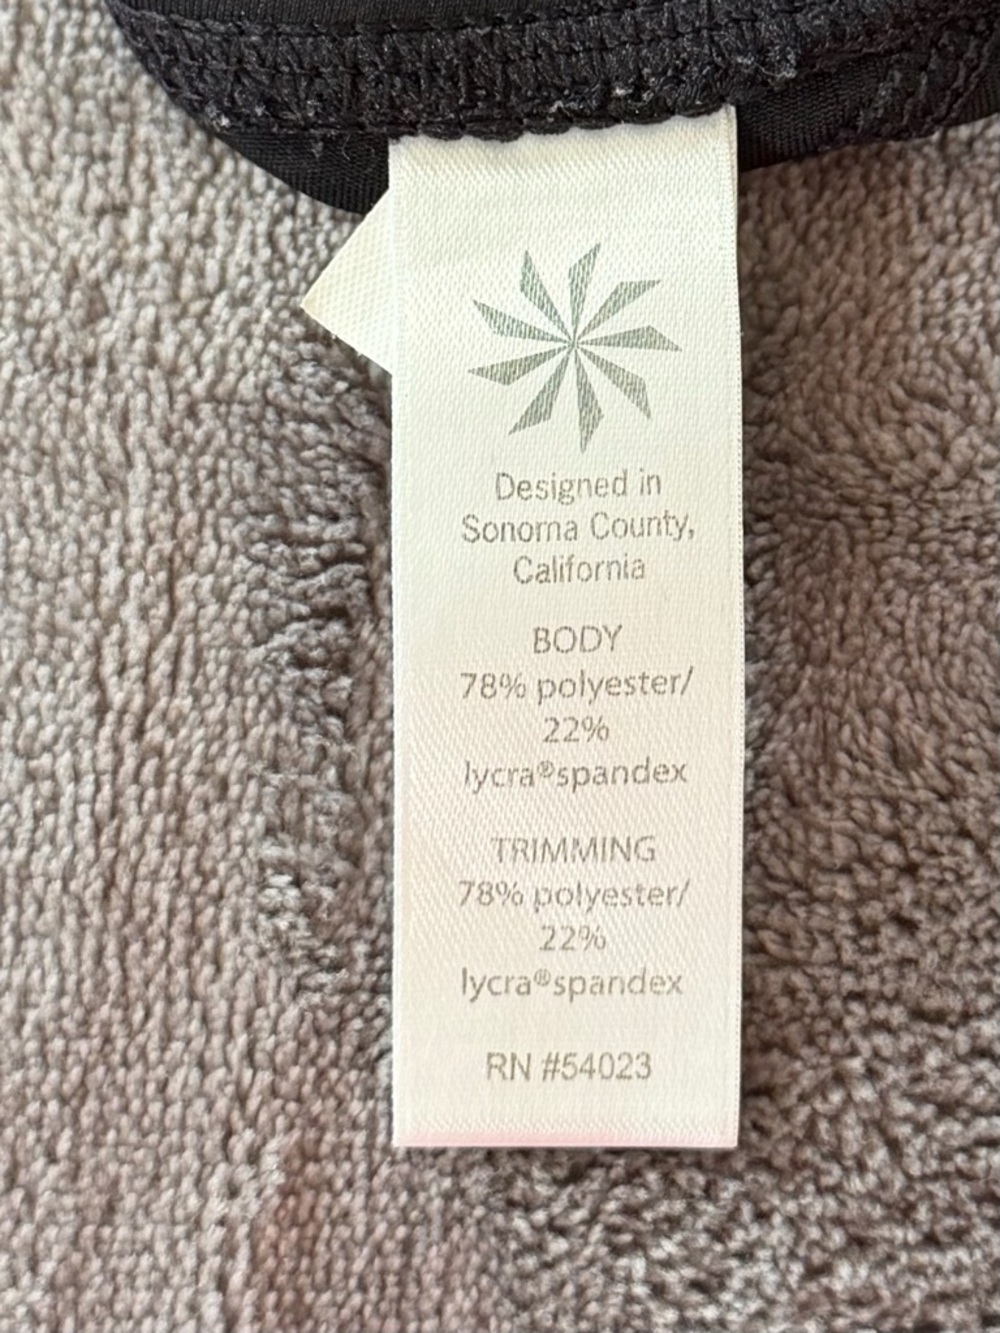 Designed in
Sonoma County,
California
BODY
78% polyester/
22%
lycra®spandex
TRIMMING
78% polyester/
22%
lycra®spandex
RN #54023